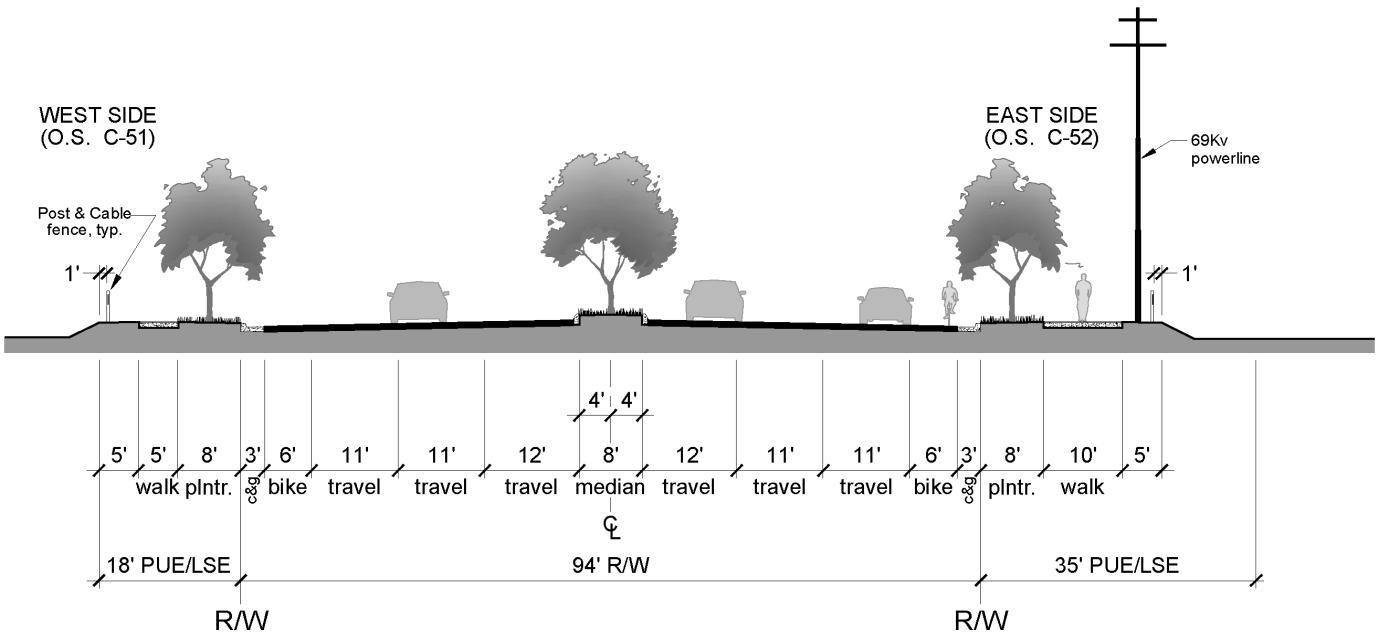 WEST SIDE
(O.S. C-51)
EAST SIDE
(O.S. C-52)
69Kv
powerline
Post & Cable
fence, typ.
1'
1'
4' 4'
5' 5' 8' 3' 6' 11' 11' 12' 8' 12' 11' 11' 6' 3' 8' 10' 5'
walk plntr. c&g bike travel travel travel median travel travel travel bike c&g plntr. walk
CL
18' PUE/LSE 94' R/W 35' PUE/LSE
R/W R/W